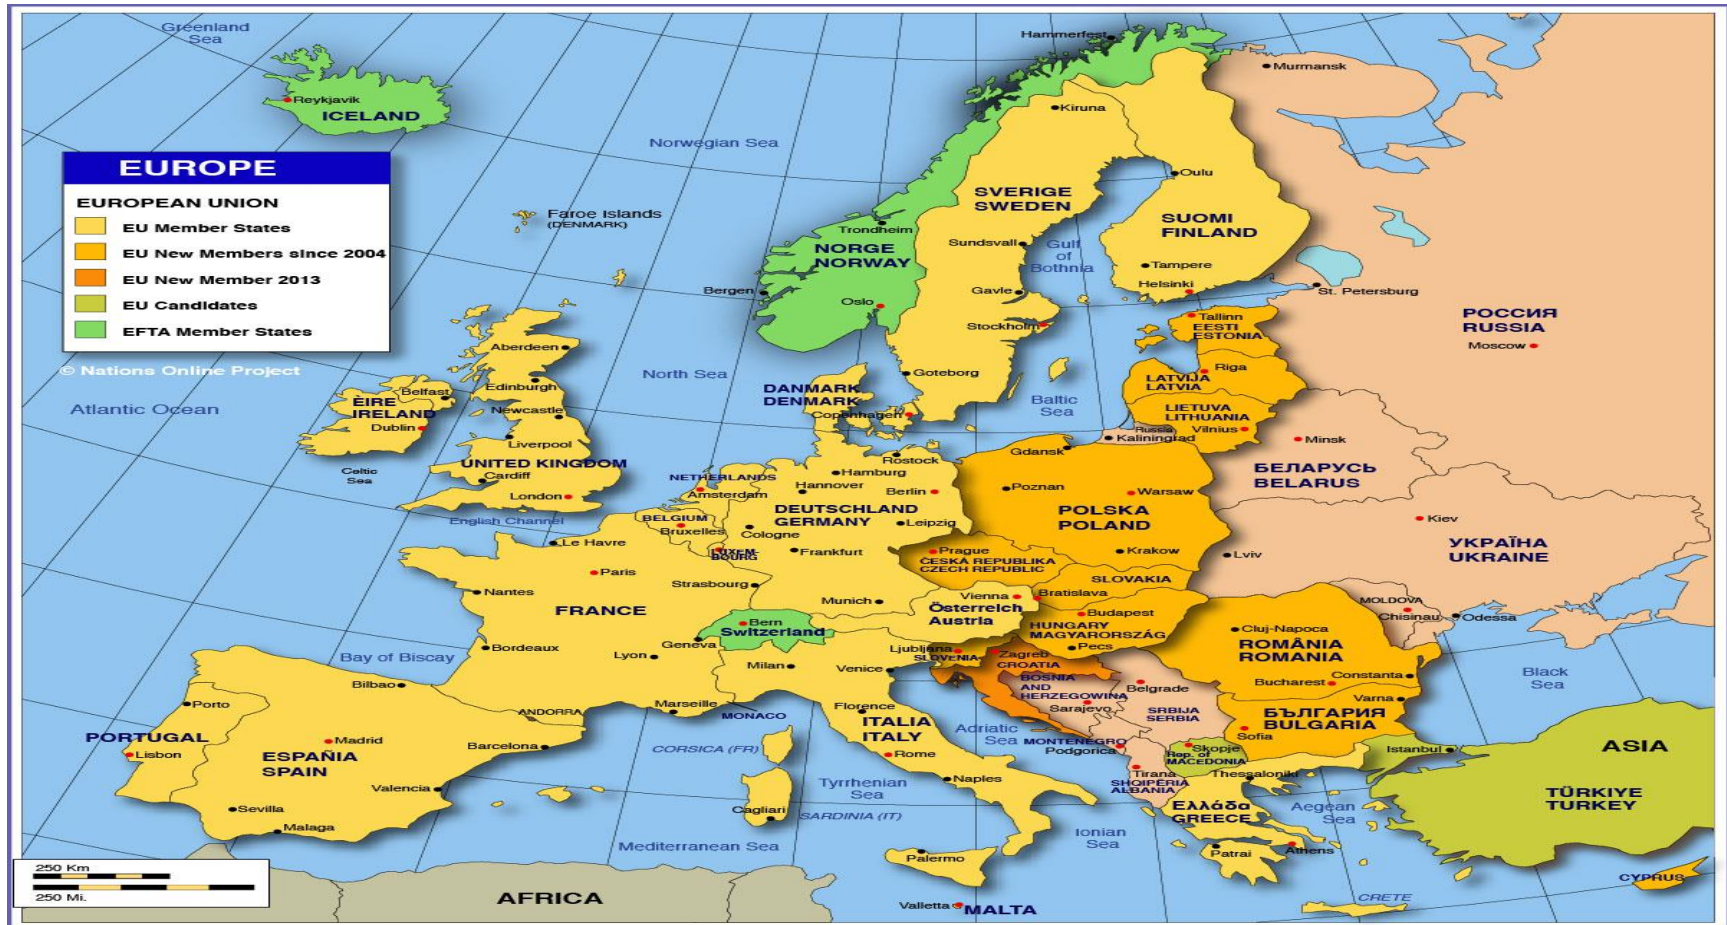 Greenland
Sea
Hammerfest
Murmansk
Reykjavik
ICELAND
Kiruna
Norwegian Sea
EUROPE
EUROPEAN UNION
EU Member States
EU New Members since 2004
EU New Member 2013
EU Candidates
EFTA Member States
© Nations Online Project
Oulu
SVERIGE
SWEDEN
Faroe islands
(DENMARK)
SUOMI
FINLAND
Trondheim
NORGE
NORWAY
Sundsvall
Gulf
of
Bothnia
Tampere
Helsinki
Bergen
Gavle
St. Petersburg
Oslo
Stockholm
Tallinn
EESTI
ESTONIA
РОССИЯ
RUSSIA
Moscow
Aberdeen
North Sea
Goteborg
Riga
LATVIJA
LATVIA
Edinburgh
DANMARK
DENMARK
Copenhagen
Baltic
Sea
Belfast
ÈIRE
IRELAND
Dublin
Newcastle
Atlantic Ocean
LIETUVA
LITHUANIA
Vilnius
Russia
Kaliningrad
Minsk
Liverpool
Gdansk
UNITED KINGDOM
Cardiff
London
Celtic
Sea
Rostock
Hamburg
NETHERLANDS
Amsterdam
Hannover
Berlin
БЕЛАРУСЬ
BELARUS
Poznan
Warsaw
POLSKA
POLAND
DEUTSCHLAND
GERMANY
Leipzig
English Channel
BELGIUM
Bruxelles
Cologne
Kiev
Le Havre
LUXEM-
BOURG
Frankfurt
Prague
ČESKÁ REPUBLIKA
CZECH REPUBLIC
Krakow
Lviv
УКРАЇНА
UKRAINE
Paris
Strasbourg
SLOVAKIA
Nantes
Munich
Vienna
Bratislava
Österreich
Austria
FRANCE
Budapest
HUNGARY
MAGYARORSZÁG
MOLDOVA
Chisinau
Odessa
Bern
Switzerland
Cluj-Napoca
ROMÂNIA
ROMANIA
Geneva
Bordeaux
Lyon
Ljubljana
SLOVENIA
Zagreb
CROATIA
Pecs
Bay of Biscay
Milan
Venice
Bilbao
BOSNIA
AND
HERZEGOWINA
Sarajevo
Belgrade
Bucharest
Constanta
Black
Sea
Varna
Porto
ANDORRA
Marseille
MONACO
Florence
ITALIA
ITALY
SRBIJA
SERBIA
БЪЛГАРИЯ
BULGARIA
Sofia
PORTUGAL
Lisbon
Madrid
ESPAÑIA
SPAIN
Barcelona
CORSICA (FR)
Rome
Adriatic
Sea
MONTENEGRO
Podgorica
Skopje
Rep. of
MACEDONIA
Istanbul
ASIA
Tirana
SHQIPËRIA
ALBANIA
Thessaloniki
Valencia
Tyrrhenian
Sea
Naples
Ελλάδα
GREECE
Aegean
Sea
TÜRKIYE
TURKEY
Sevilla
Malaga
Cagliari
SARDINIA (IT)
Ionian
Sea
Mediterranean Sea
Palermo
Patrai
Athens
250 Km
250 Mi.
AFRICA
Valletta
MALTA
CRETE
CYPRUS